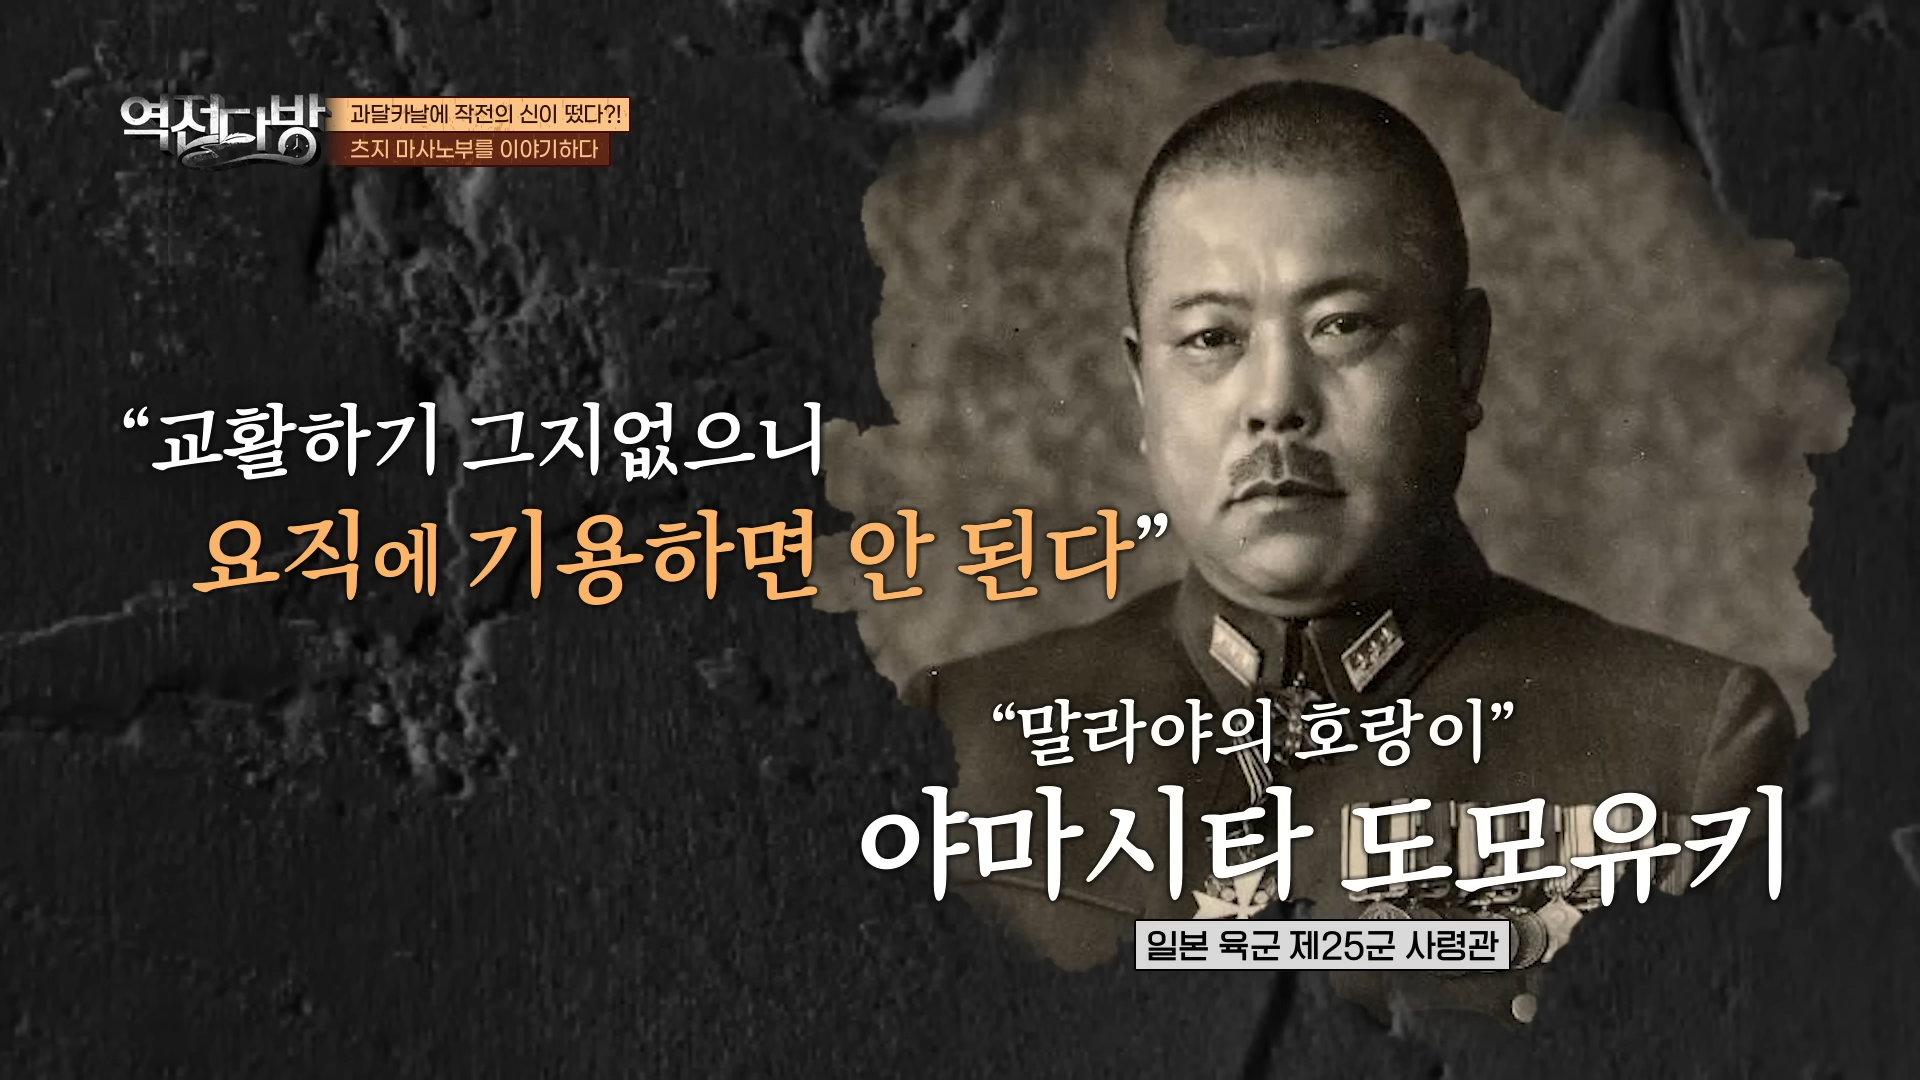 역전다방
과달카날에 작전의 신이 떴다?!
츠지 마사노부를 이야기하다
“교활하기 그지없으니
요직에 기용하면 안 된다”
“말라야의 호랑이”
야마시타 도모유키
일본 육군 제25군 사령관